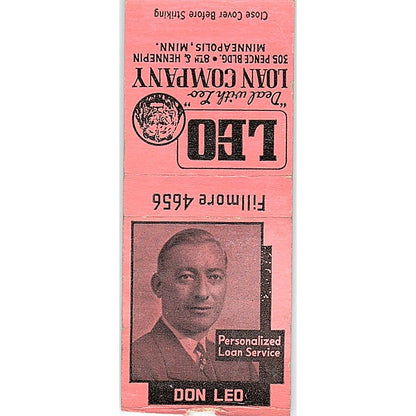 Close Cover Before Striking
MINNEAPOLIS, MINN.
305 PENCE BLDG. • 8TH & HENNEPIN
LOAN COMPANY
"Deal with Leo"
LEO
Fillmore 4656
Personalized
Loan Service
DON LEO